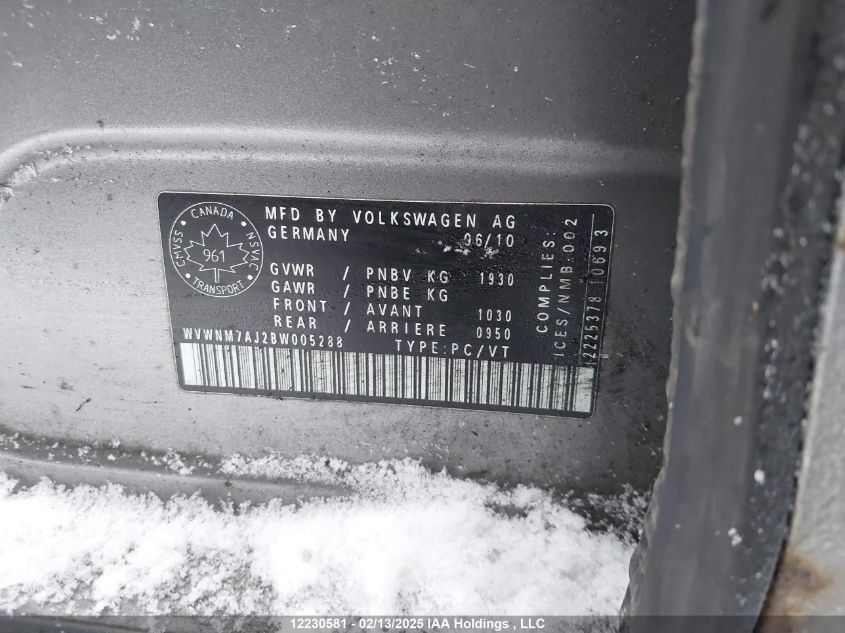 CANADA
CMVSS NSVAC
961
TRANSPORT
MFD BY VOLKSWAGEN AG
GERMANY 06/10
GVWR / PNBV KG 1930
GAWR / PNBE KG
FRONT / AVANT 1030
REAR / ARRIERE 0950
WVWNM7AJ2BW005288 TYPE:PC/VT
COMPLIES:
ICES/NMB:002
2225378 10693
12230581 - 02/13/2025 IAA Holdings , LLC